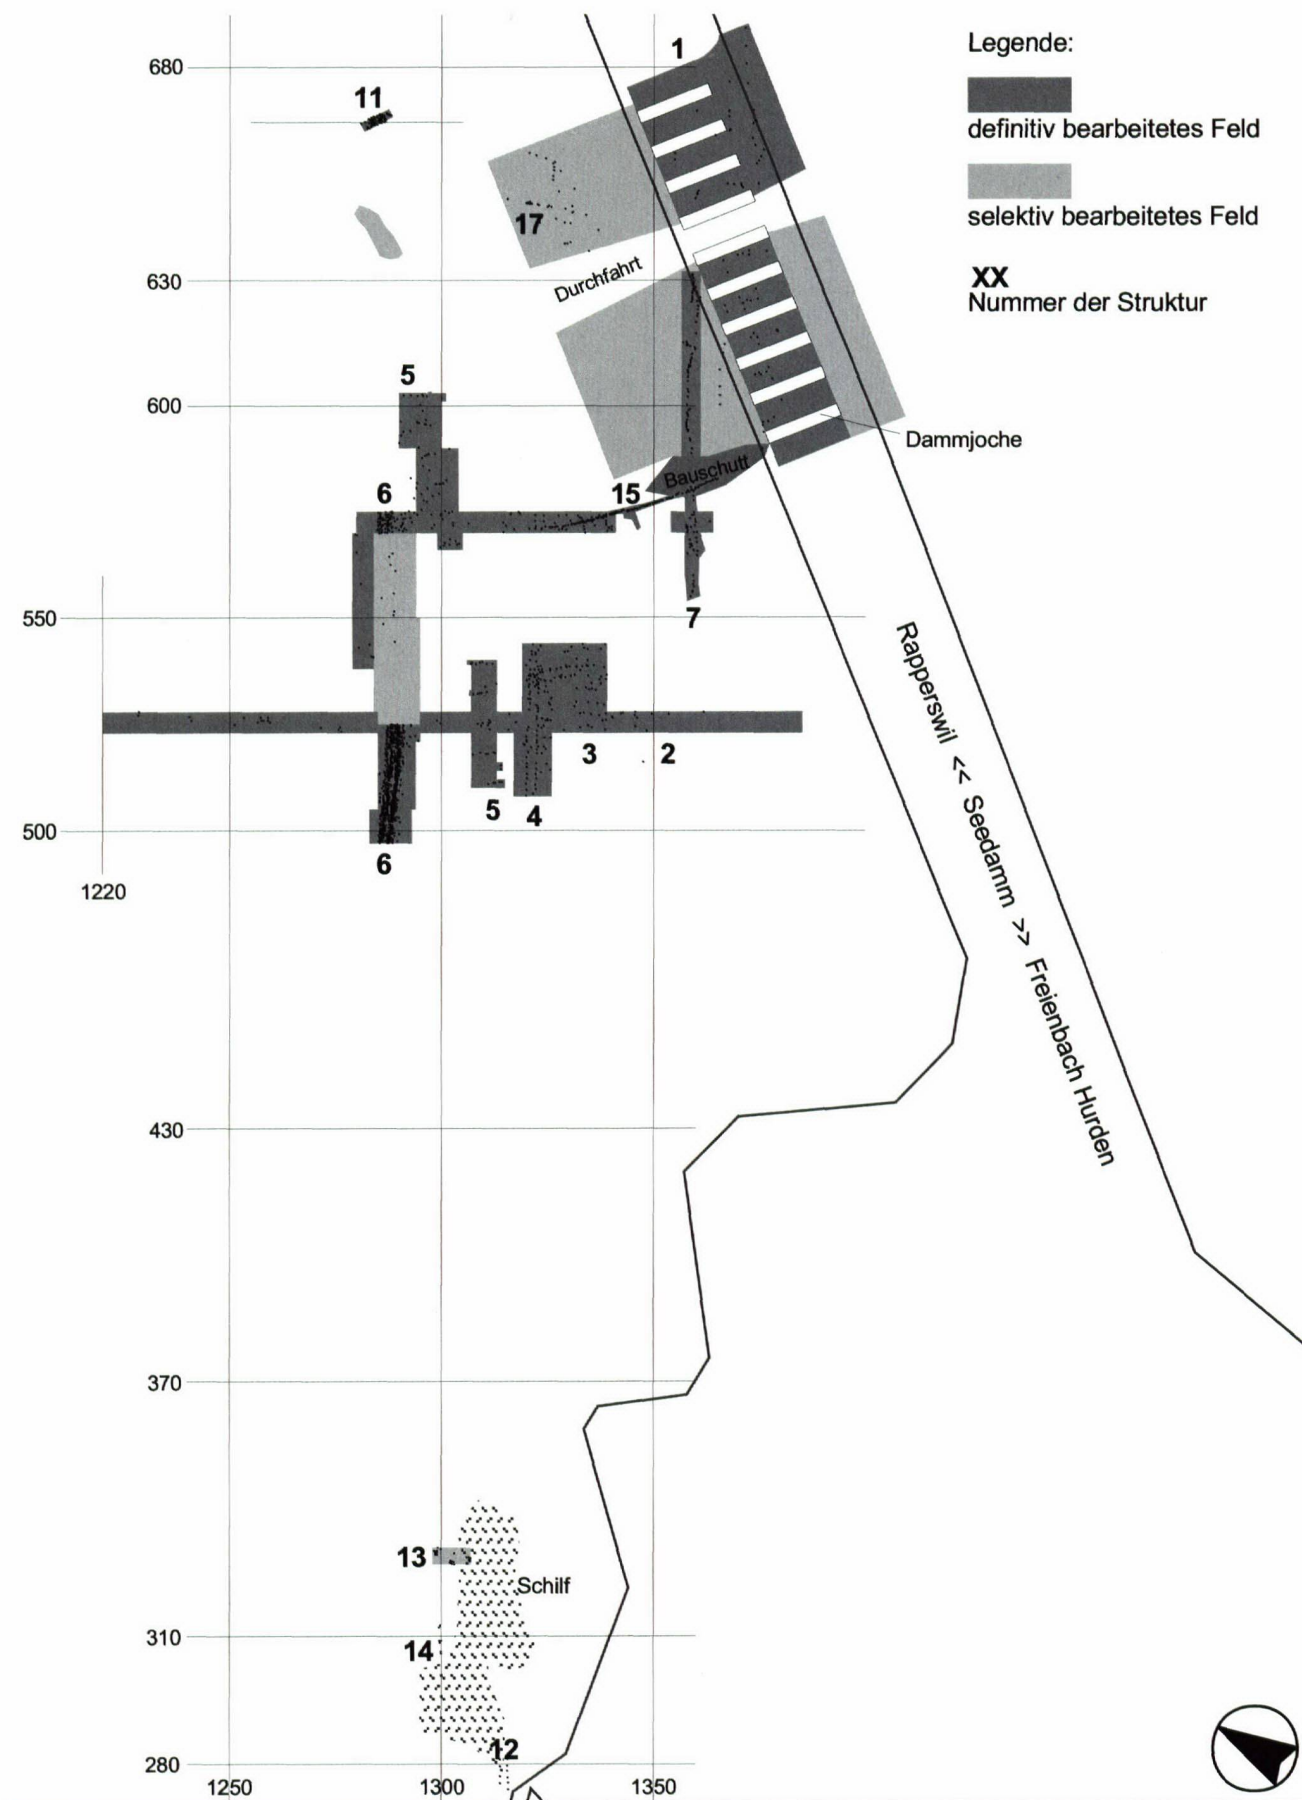 Legende:
definitiv bearbeitetes Feld
selektiv bearbeitetes Feld
XX
Nummer der Struktur
1
680
11
17
Durchfahrt
630
5
600
Dammjoche
Bauschutt
6
15
7
550
3
2
5
4
500
6
1220
Rapperswil << Seedamm >> Freienbach Hurden
430
370
13
Schilf
310
14
12
280
1250
1300
1350